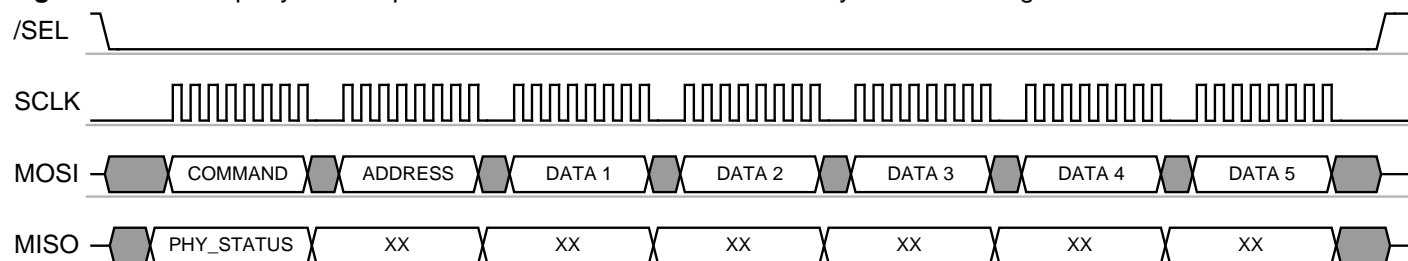 /SEL
SCLK
MOSI COMMAND ADDRESS DATA 1 DATA 2 DATA 3 DATA 4 DATA 5
MISO PHY_STATUS XX XX XX XX XX XX